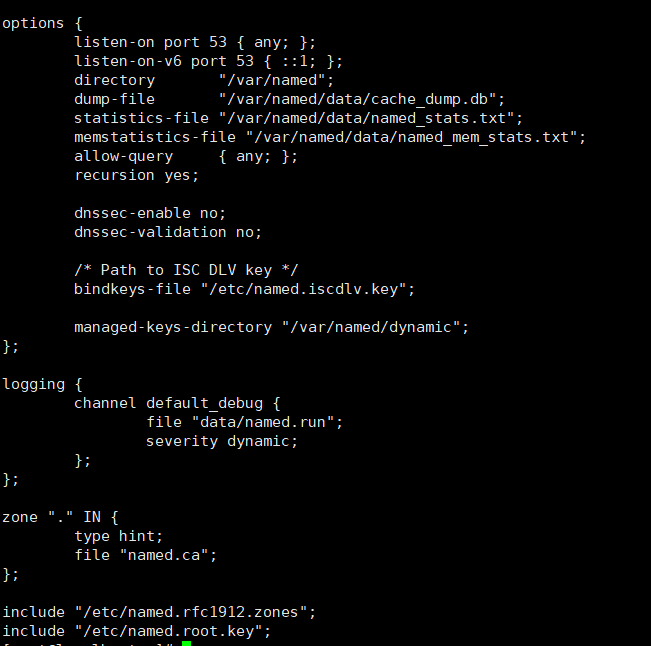 options {
listen-on port 53 { any; };
listen-on-v6 port 53 { ::1; };
directory "/var/named";
dump-file "/var/named/data/cache_dump.db";
statistics-file "/var/named/data/named_stats.txt";
memstatistics-file "/var/named/data/named_mem_stats.txt";
allow-query { any; };
recursion yes;
dnssec-enable no;
dnssec-validation no;
/* Path to ISC DLV key */
bindkeys-file "/etc/named.iscdlv.key";
managed-keys-directory "/var/named/dynamic";
};
logging {
channel default_debug {
file "data/named.run";
severity dynamic;
};
};
zone "." IN {
type hint;
file "named.ca";
};
include "/etc/named.rfc1912.zones";
include "/etc/named.root.key";